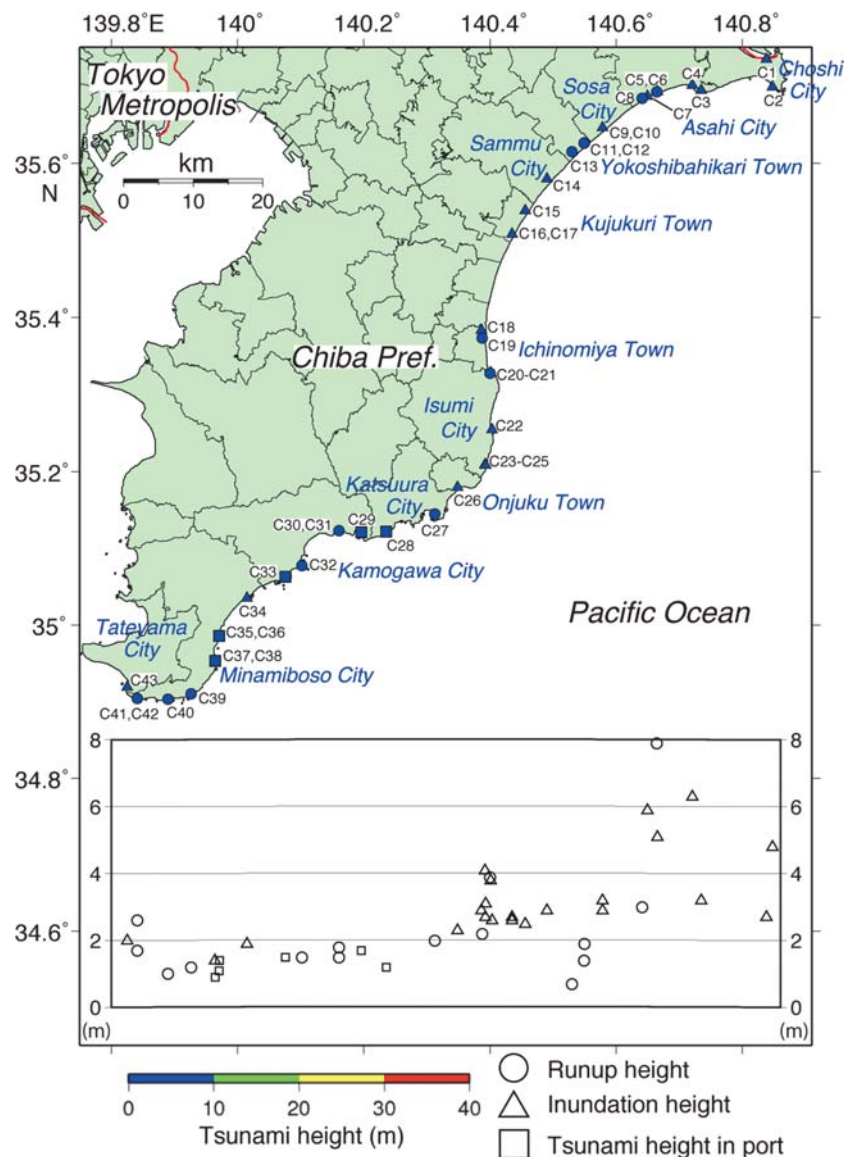 139.8˚E 140˚ 140.2˚ 140.4˚ 140.6˚ 140.8˚
Tokyo
Metropolis
km
0 10 20
35.6˚
N
35.4˚
35.2˚
35˚
34.8˚
34.6˚
Sosa
City
C5,C6
C4
C1
Choshi
City
C2
C8
C3
C7
Asahi City
C9,C10
Sammu
City
C11,C12
C13
Yokoshibahikari Town
C14
C15
Kujukuri Town
C16,C17
C18
Chiba Pref.
C19
Ichinomiya Town
C20-C21
Isumi
City
C22
C23-C25
Katsuura
City
C26
Onjuku Town
C30,C31
C29
C27
C28
C33
C32
Kamogawa City
C34
Pacific Ocean
Tateyama
City
C35,C36
C37,C38
Minamiboso City
C43
C39
C41,C42
C40
8 8
6 6
4 4
2 2
0 0
(m) (m)
0 10 20 30 40
Tsunami height (m)
Runup height
Inundation height
Tsunami height in port